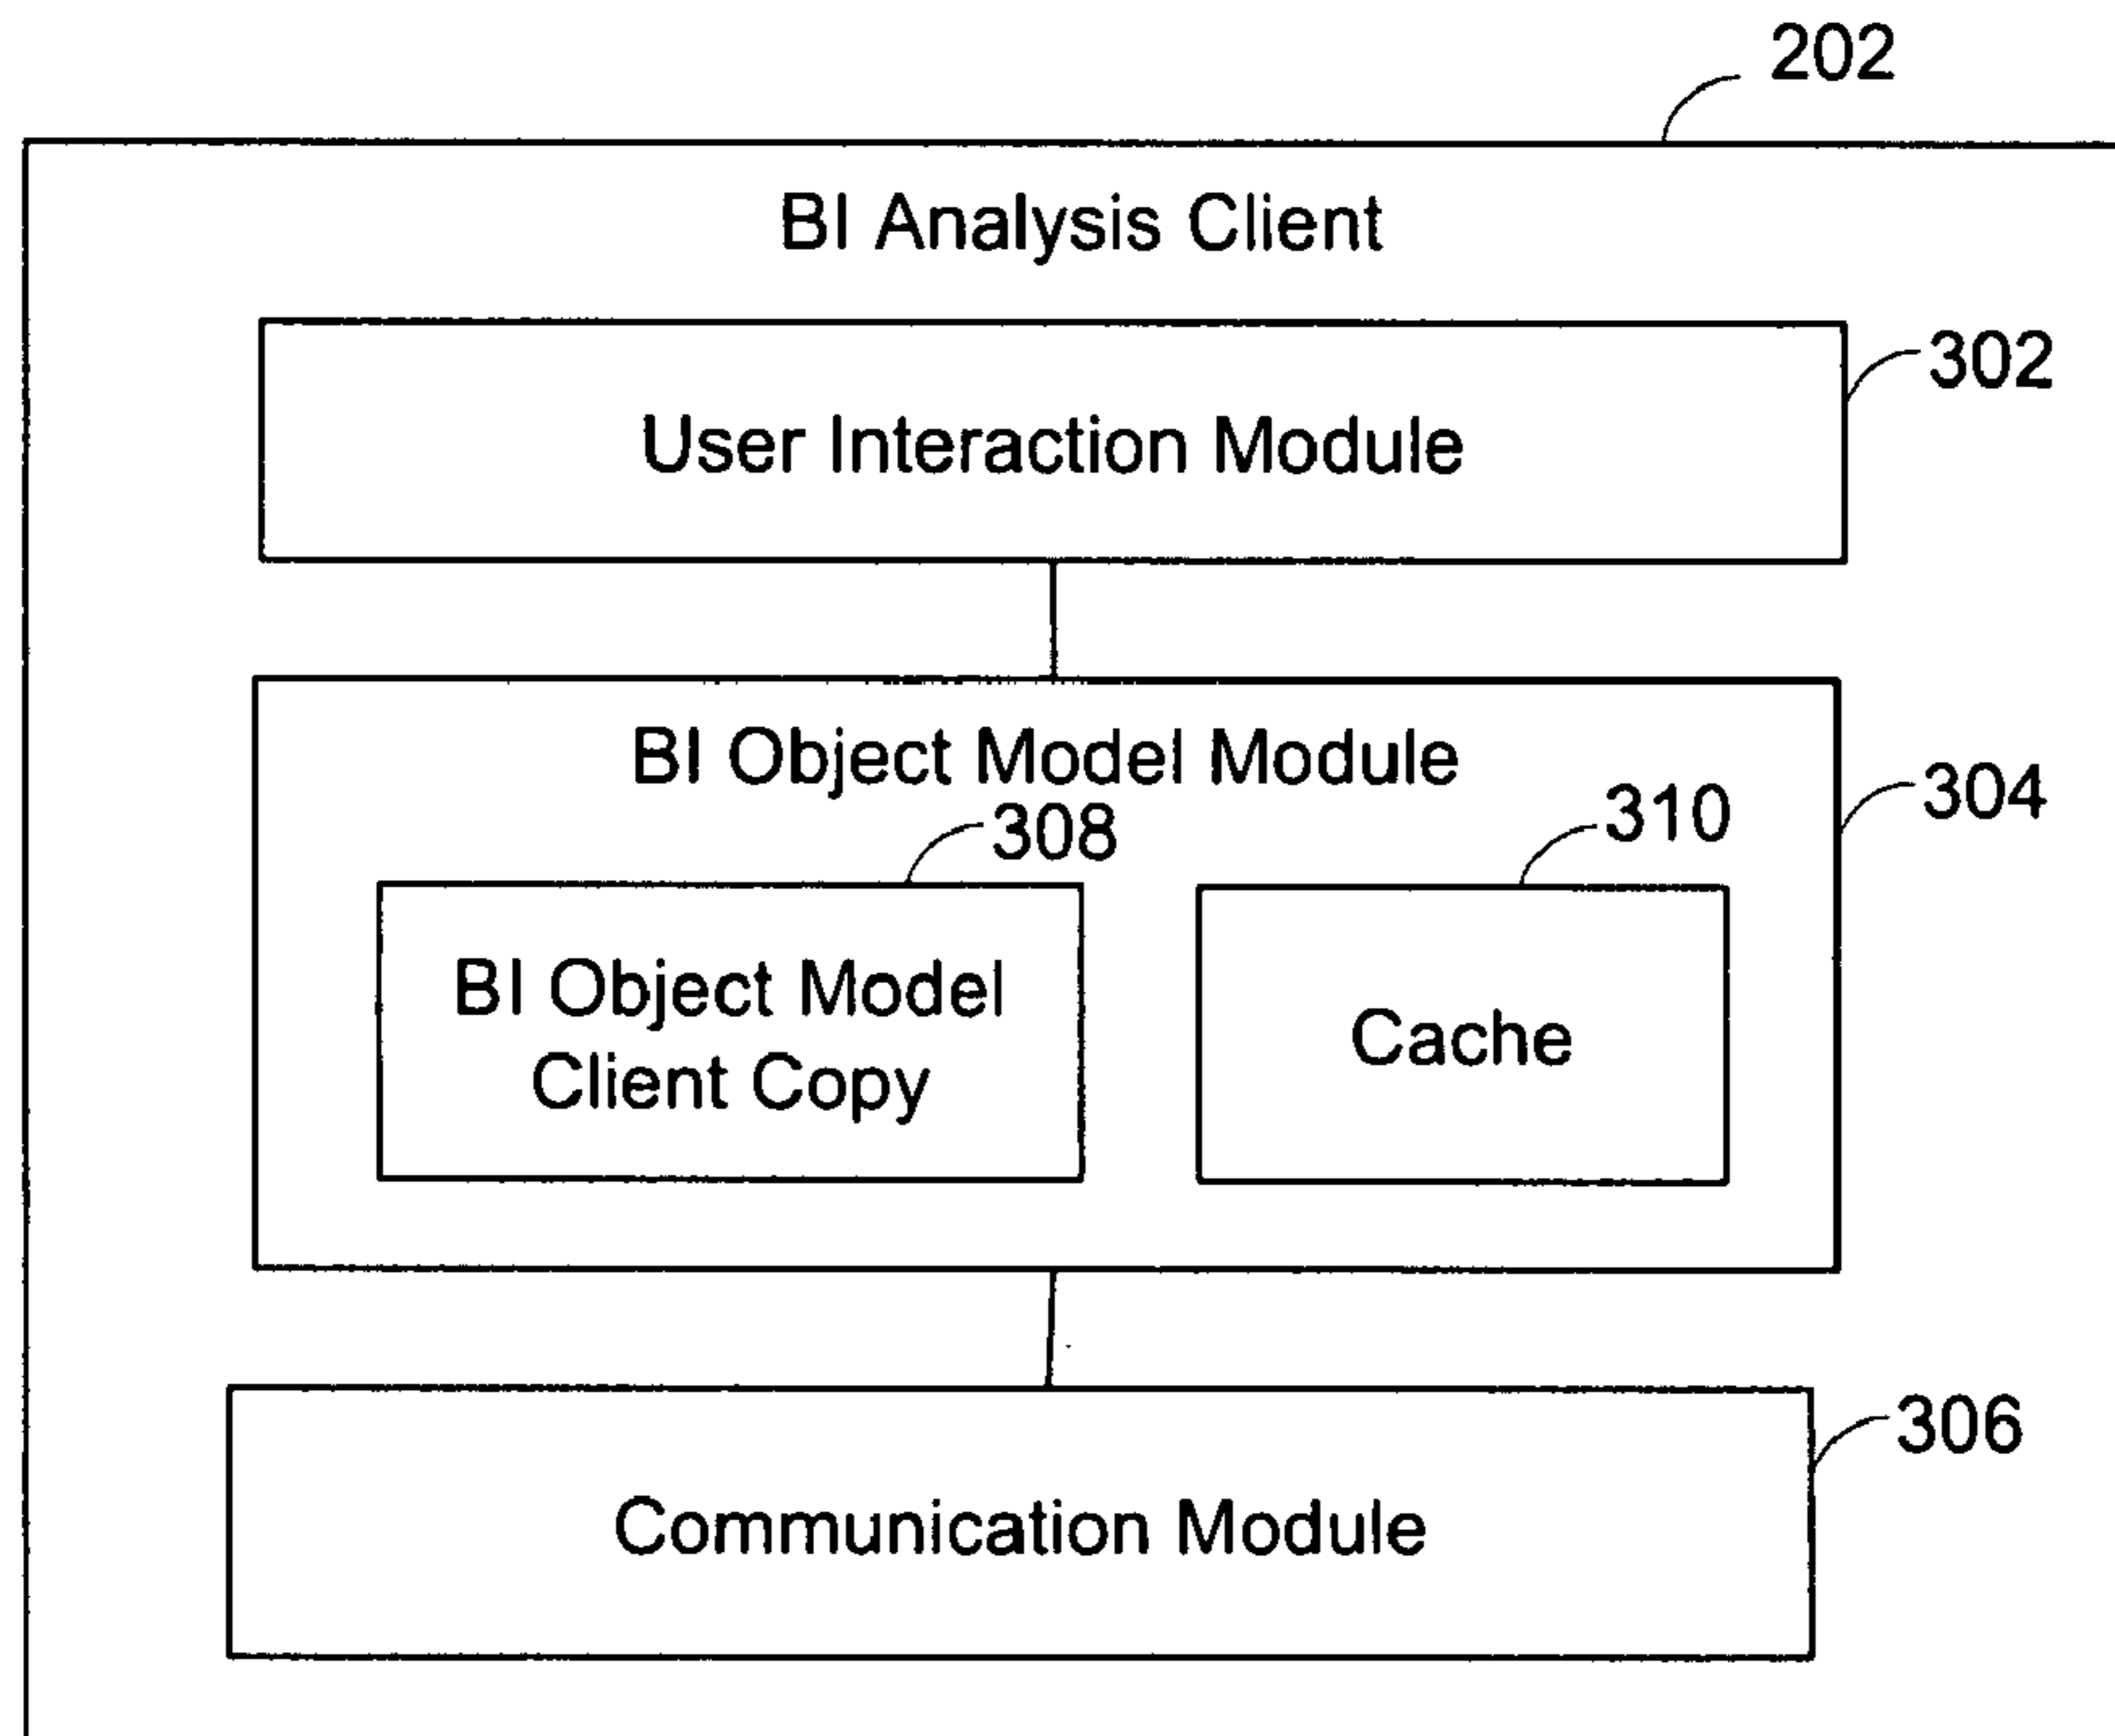 202
BI Analysis Client
302
User Interaction Module
BI Object Model Module
304
308
310
BI Object Model
Client Copy
Cache
306
Communication Module